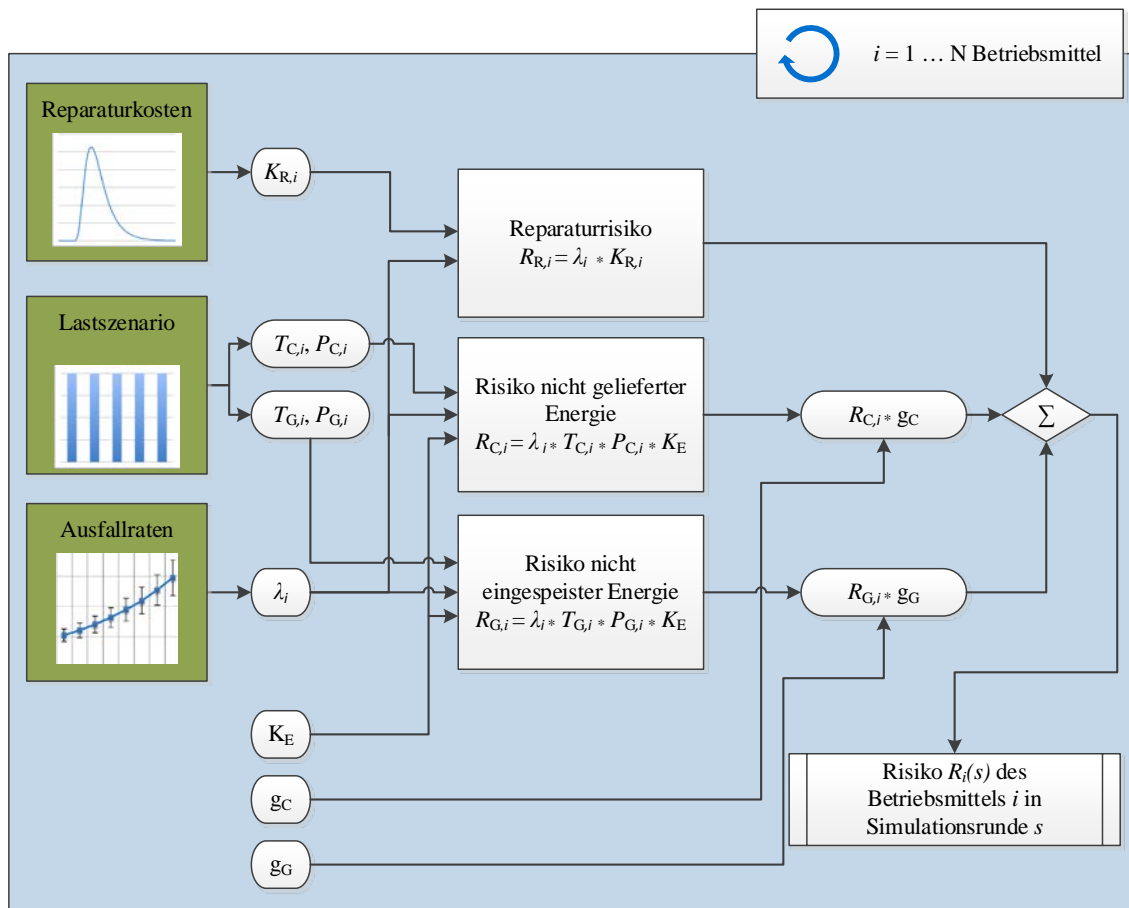 i = 1 … N Betriebsmittel
Reparaturkosten
K_R,i
Reparaturrisiko
R_R,i = λ_i * K_R,i
Lastszenario
T_C,i, P_C,i
T_G,i, P_G,i
Risiko nicht gelieferter
Energie
R_C,i = λ_i * T_C,i * P_C,i * K_E
R_C,i * g_C
Σ
Ausfallraten
λ_i
Risiko nicht
eingespeister Energie
R_G,i = λ_i * T_G,i * P_G,i * K_E
R_G,i * g_G
K_E
g_C
g_G
Risiko R_i(s) des
Betriebsmittels i in
Simulationsrunde s